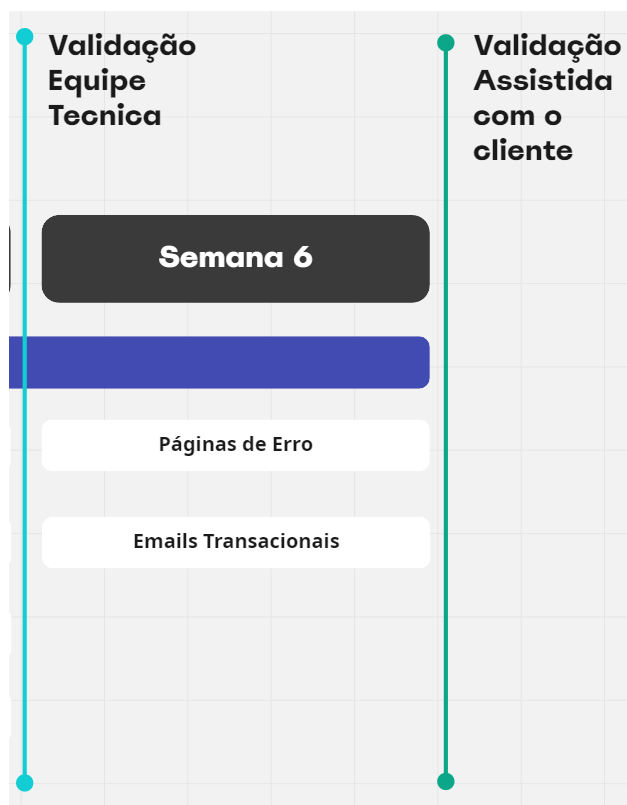 Validação
Equipe
Tecnica
Validação
Assistida
com o
cliente
Semana 6
Páginas de Erro
Emails Transacionais